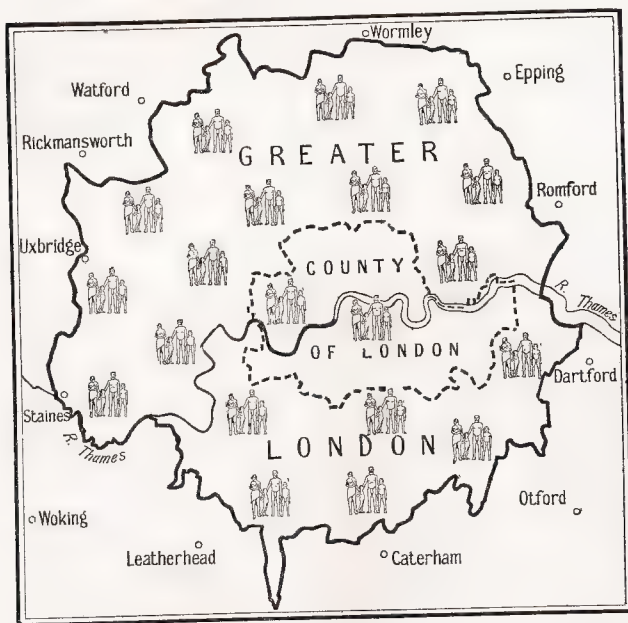 Wormley
Epping
Watford
Rickmansworth
GREATER
Romford
Uxbridge
COUNTY
R. Thames
OF LONDON
Dartford
Staines
R. Thames
LONDON
Otford
Woking
Leatherhead
Caterham